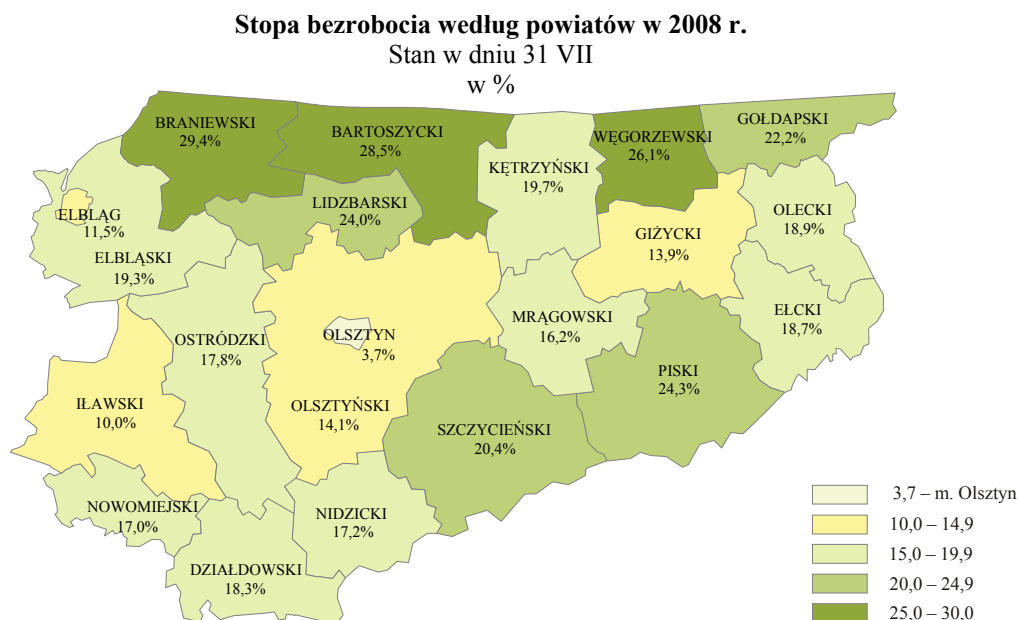 Stopa bezrobocia według powiatów w 2008 r.
Stan w dniu 31 VII
w %
BRANIEWSKI
29,4%
BARTOSZYCKI
28,5%
WĘGORZEWSKI
26,1%
GOŁDAPSKI
22,2%
KĘTRZYŃSKI
19,7%
LIDZBARSKI
24,0%
ELBLĄG
11,5%
ELBLĄSKI
19,3%
GIŻYCKI
13,9%
OLECKI
18,9%
EŁCKI
18,7%
MRĄGOWSKI
16,2%
OSTRÓDZKI
17,8%
OLSZTYN
3,7%
PISKI
24,3%
IŁAWSKI
10,0%
OLSZTYŃSKI
14,1%
SZCZYCIEŃSKI
20,4%
NOWOMIEJSKI
17,0%
NIDZICKI
17,2%
DZIAŁDOWSKI
18,3%
3,7 – m. Olsztyn
10,0 – 14,9
15,0 – 19,9
20,0 – 24,9
25,0 – 30,0